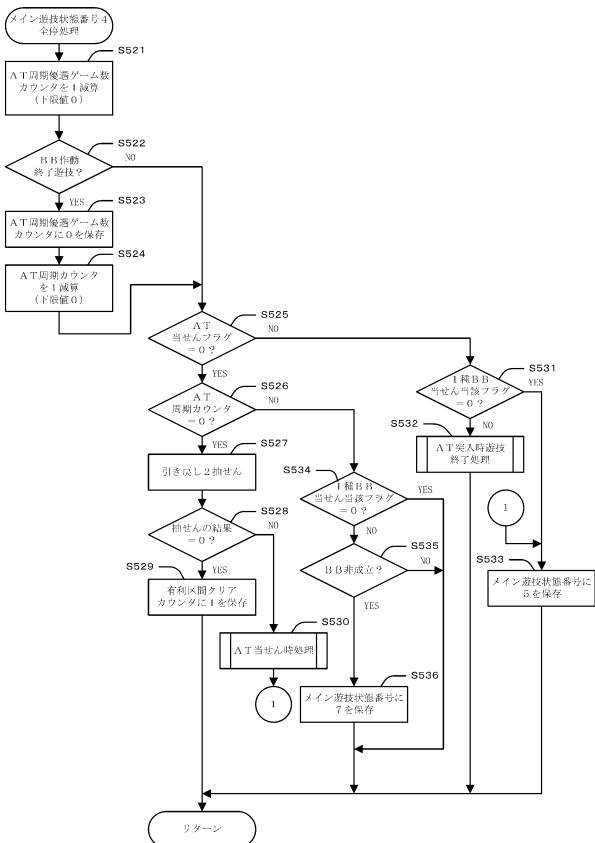 メイン遊技状態番号４
全停処理
S521
ＡＴ周期優遇ゲーム数
カウンタを１減算
（下限値０）
S522
ＢＢ作動
終了遊技？
NO
YES
S523
ＡＴ周期優遇ゲーム数
カウンタに０を保存
S524
ＡＴ周期カウンタ
を１減算
（下限値０）
S525
ＡＴ
当せんフラグ
＝０？
NO
YES
S526
ＡＴ
周期カウンタ
＝０？
NO
YES
S527
引き戻し２抽せん
S528
抽せんの結果
＝０？
NO
YES
S529
有利区間クリア
カウンタに１を保存
S530
ＡＴ当せん時処理
1
S531
１種ＢＢ
当せん当該フラグ
＝０？
YES
NO
S532
ＡＴ突入時遊技
終了処理
1
S533
メイン遊技状態番号に
５を保存
S534
１種ＢＢ
当せん当該フラグ
＝０？
YES
NO
S535
ＢＢ非成立？
NO
YES
S536
メイン遊技状態番号に
７を保存
リターン